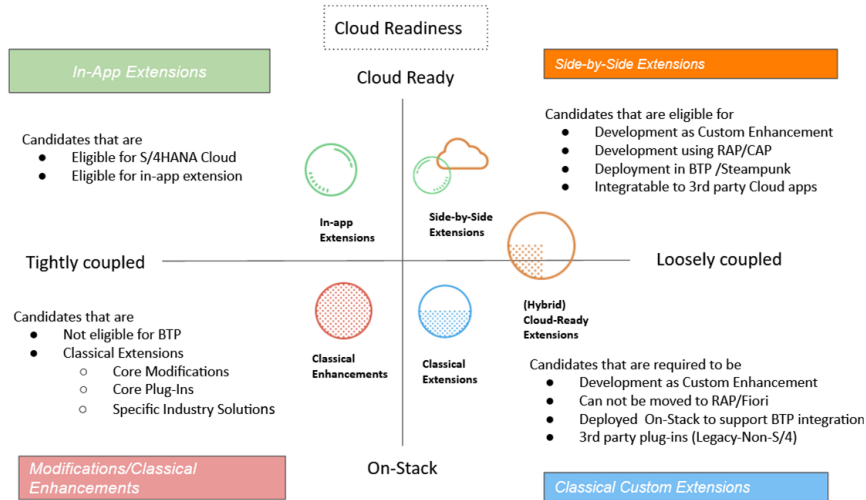 Cloud Readiness
In-App Extensions
Cloud Ready
Side-by-Side Extensions
Candidates that are
● Eligible for S/4HANA Cloud
● Eligible for in-app extension
Candidates that are eligible for
● Development as Custom Enhancement
● Development using RAP/CAP
● Deployment in BTP /Steampunk
● Integratable to 3rd party Cloud apps
In-app
Extensions
Side-by-Side
Extensions
Tightly coupled
Loosely coupled
(Hybrid)
Cloud-Ready
Extensions
Classical
Enhancements
Classical
Extensions
Candidates that are
● Not eligible for BTP
● Classical Extensions
○ Core Modifications
○ Core Plug-Ins
○ Specific Industry Solutions
Candidates that are required to be
● Development as Custom Enhancement
● Can not be moved to RAP/Fiori
● Deployed On-Stack to support BTP integration
● 3rd party plug-ins (Legacy-Non-S/4)
Modifications/Classical
Enhancements
On-Stack
Classical Custom Extensions